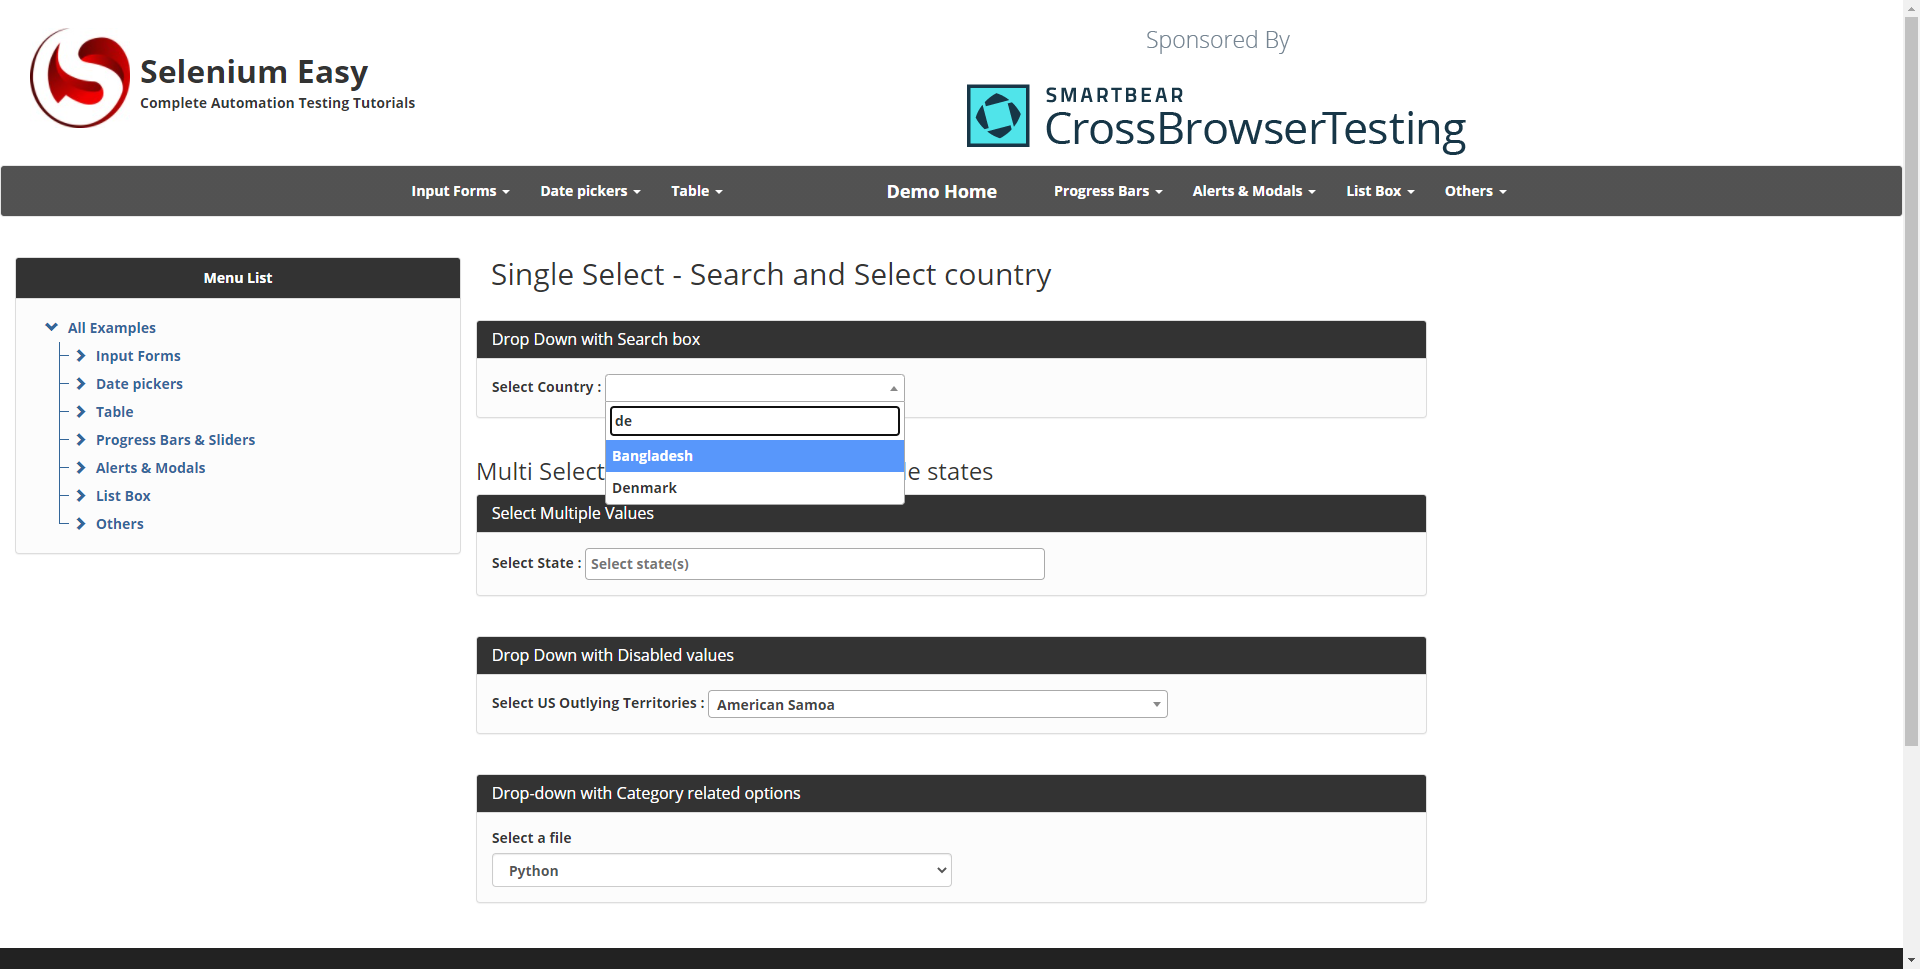 Selenium Easy
Complete Automation Testing Tutorials
Sponsored By
SMARTBEAR
CrossBrowserTesting
Input Forms
Date pickers
Table
Demo Home
Progress Bars
Alerts & Modals
List Box
Others
Menu List
All Examples
Input Forms
Date pickers
Table
Progress Bars & Sliders
Alerts & Modals
List Box
Others
Single Select - Search and Select country
Drop Down with Search box
Select Country :
de
Bangladesh
Denmark
Multi Select states
Select Multiple Values
Select State : Select state(s)
Drop Down with Disabled values
Select US Outlying Territories : American Samoa
Drop-down with Category related options
Select a file
Python